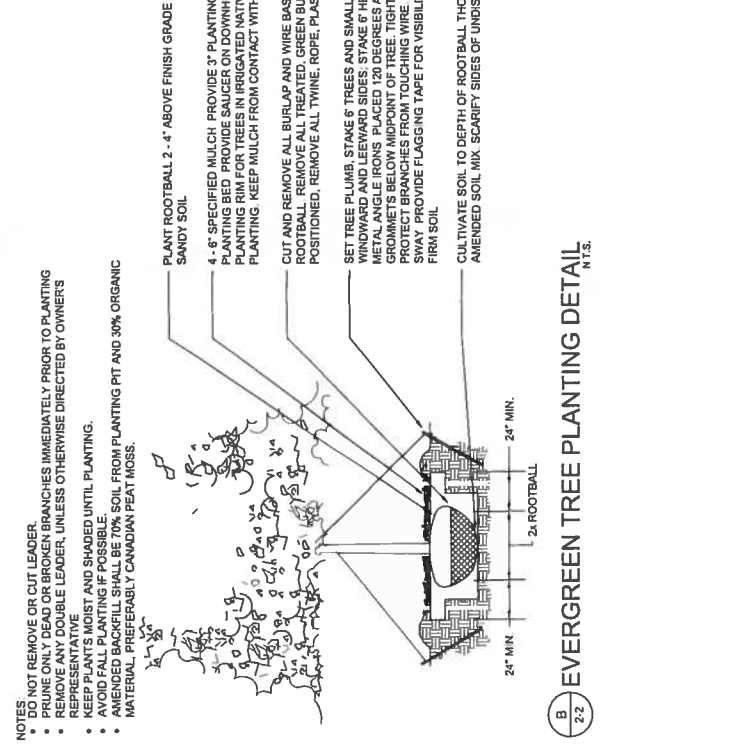 NOTES:
• DO NOT REMOVE OR CUT LEADER.
• PRUNE ONLY DEAD OR BROKEN BRANCHES IMMEDIATELY PRIOR TO PLANTING
• REMOVE ANY DOUBLE LEADER, UNLESS OTHERWISE DIRECTED BY OWNER'S
REPRESENTATIVE
• KEEP PLANTS MOIST AND SHADED UNTIL PLANTING.
• AVOID FALL PLANTING IF POSSIBLE.
• AMENDED BACKFILL SHALL BE 70% SOIL FROM PLANTING PIT AND 30% ORGANIC
MATERIAL, PREFERABLY CANADIAN PEAT MOSS.
PLANT ROOTBALL 2 - 4" ABOVE FINISH GRADE
SANDY SOIL
4 - 6" SPECIFIED MULCH PROVIDE 3" PLANTING
PLANTING BED PROVIDE SAUCER ON DOWNH
PLANTING RIM FOR TREES IN IRRIGATED NATI
PLANTING. KEEP MULCH FROM CONTACT WITH
CUT AND REMOVE ALL BURLAP AND WIRE BAS
ROOTBALL. REMOVE ALL TREATED, GREEN BU
POSITIONED, REMOVE ALL TWINE, ROPE, PLAS
SET TREE PLUMB, STAKE 6' TREES AND SMALL
WINDWARD AND LEEWARD SIDES; STAKE 6' HE
METAL ANGLE IRONS PLACED 120 DEGREES A
GROMMETS BELOW MIDPOINT OF TREE. TIGHT
PROTECT BRANCHES FROM TOUCHING WIRE.
SWAY PROVIDE FLAGGING TAPE FOR VISIBILI
FIRM SOIL
CULTIVATE SOIL TO DEPTH OF ROOTBALL THO
AMENDED SOIL MIX. SCARIFY SIDES OF UNDIS
24" MIN.
2x ROOTBALL
24" MIN.
B
2-2
EVERGREEN TREE PLANTING DETAIL
N.T.S.